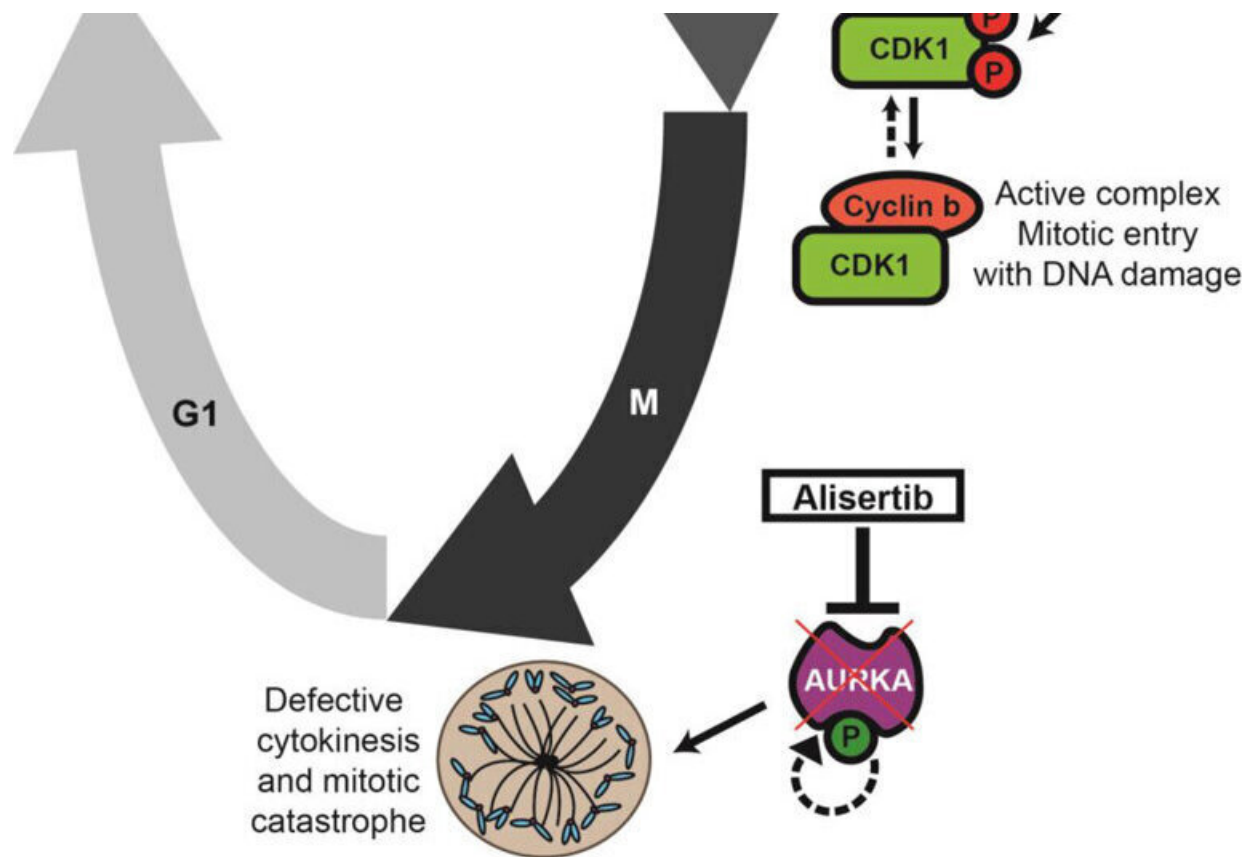 P
CDK1
P
Cyclin b
CDK1
Active complex
Mitotic entry
with DNA damage
G1
M
Alisertib
AURKA
P
Defective
cytokinesis
and mitotic
catastrophe